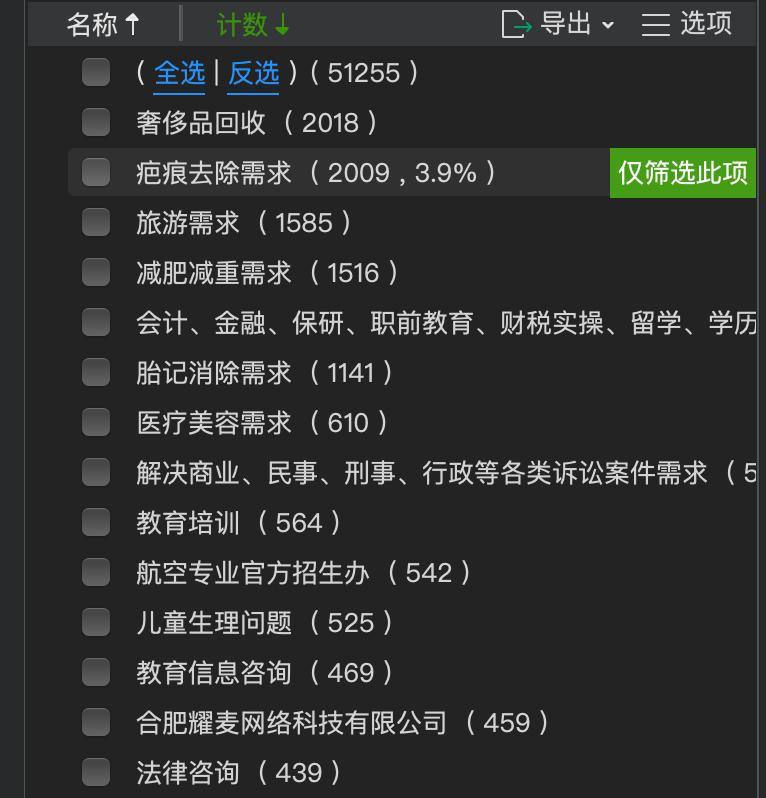 名称↑ 计数↓ 导出 选项
( 全选 | 反选 ) ( 51255 )
奢侈品回收 ( 2018 )
疤痕去除需求 ( 2009 , 3.9% ) 仅筛选此项
旅游需求 ( 1585 )
减肥减重需求 ( 1516 )
会计、金融、保研、职前教育、财税实操、留学、学历
胎记消除需求 ( 1141 )
医疗美容需求 ( 610 )
解决商业、民事、刑事、行政等各类诉讼案件需求 ( 5
教育培训 ( 564 )
航空专业官方招生办 ( 542 )
儿童生理问题 ( 525 )
教育信息咨询 ( 469 )
合肥耀麦网络科技有限公司 ( 459 )
法律咨询 ( 439 )